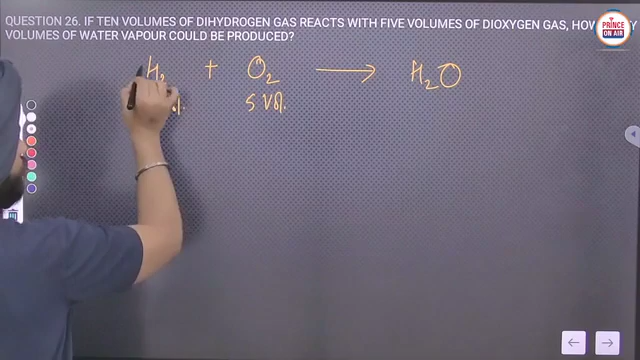 QUESTION 26. IF TEN VOLUMES OF DIHYDROGEN GAS REACTS WITH FIVE VOLUMES OF DIOXYGEN GAS,
VOLUMES OF WATER VAPOUR COULD BE PRODUCED?
PRINCE
ON AIR
H₂ + O₂ ⟶ H₂O
5 Vol.